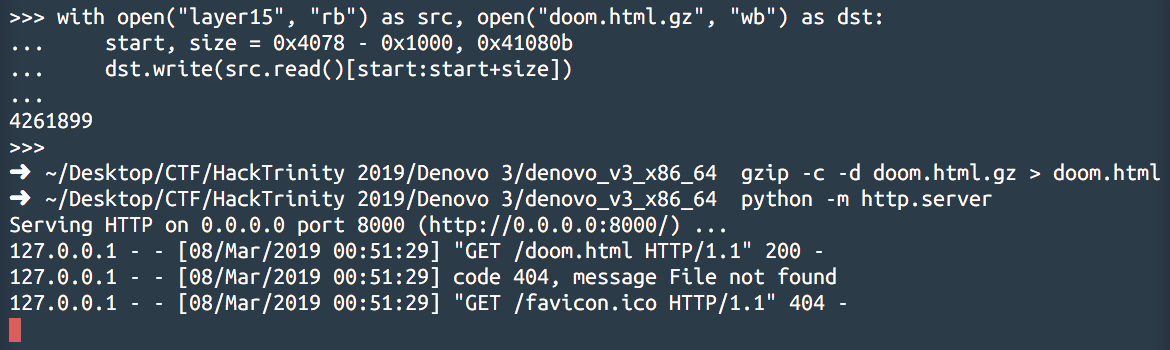 >>> with open("layer15", "rb") as src, open("doom.html.gz", "wb") as dst:
...     start, size = 0x4078 - 0x1000, 0x41080b
...     dst.write(src.read()[start:start+size])
...
4261899
>>>
➜ ~/Desktop/CTF/HackTrinity 2019/Denovo 3/denovo_v3_x86_64  gzip -c -d doom.html.gz > doom.html
➜ ~/Desktop/CTF/HackTrinity 2019/Denovo 3/denovo_v3_x86_64  python -m http.server
Serving HTTP on 0.0.0.0 port 8000 (http://0.0.0.0:8000/) ...
127.0.0.1 - - [08/Mar/2019 00:51:29] "GET /doom.html HTTP/1.1" 200 -
127.0.0.1 - - [08/Mar/2019 00:51:29] code 404, message File not found
127.0.0.1 - - [08/Mar/2019 00:51:29] "GET /favicon.ico HTTP/1.1" 404 -